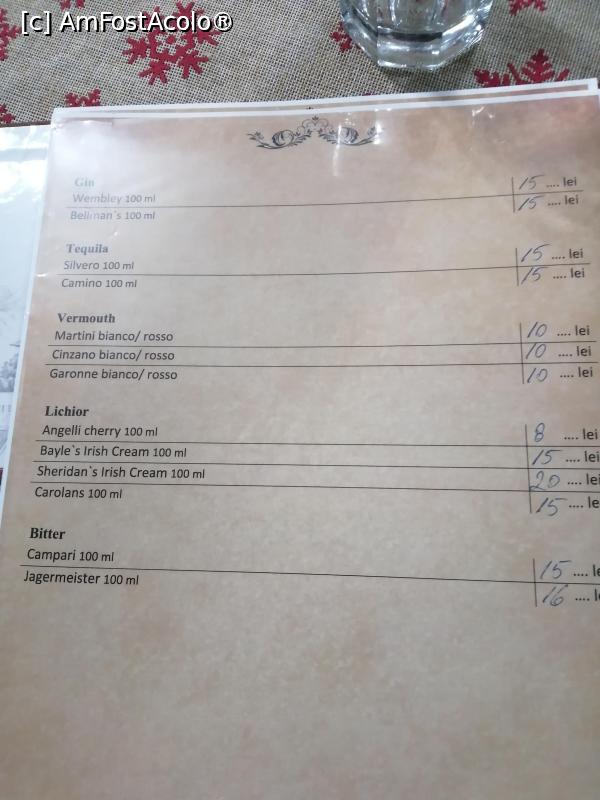 [c] AmFostAcolo®
Gin
Wembley 100 ml 15 .... lei
Bellman`s 100 ml 15 .... lei
Tequila
Silvero 100 ml 15 .... lei
Camino 100 ml 15 .... lei
Vermouth
Martini bianco/ rosso 10 .... lei
Cinzano bianco/ rosso 10 .... lei
Garonne bianco/ rosso 10 .... lei
Lichior
Angelli cherry 100 ml 8 .... lei
Bayle`s Irish Cream 100 ml 15 .... lei
Sheridan`s Irish Cream 100 ml 20 .... lei
Carolans 100 ml 15 .... le
Bitter
Campari 100 ml 15 .... le
Jagermeister 100 ml 16 .... l